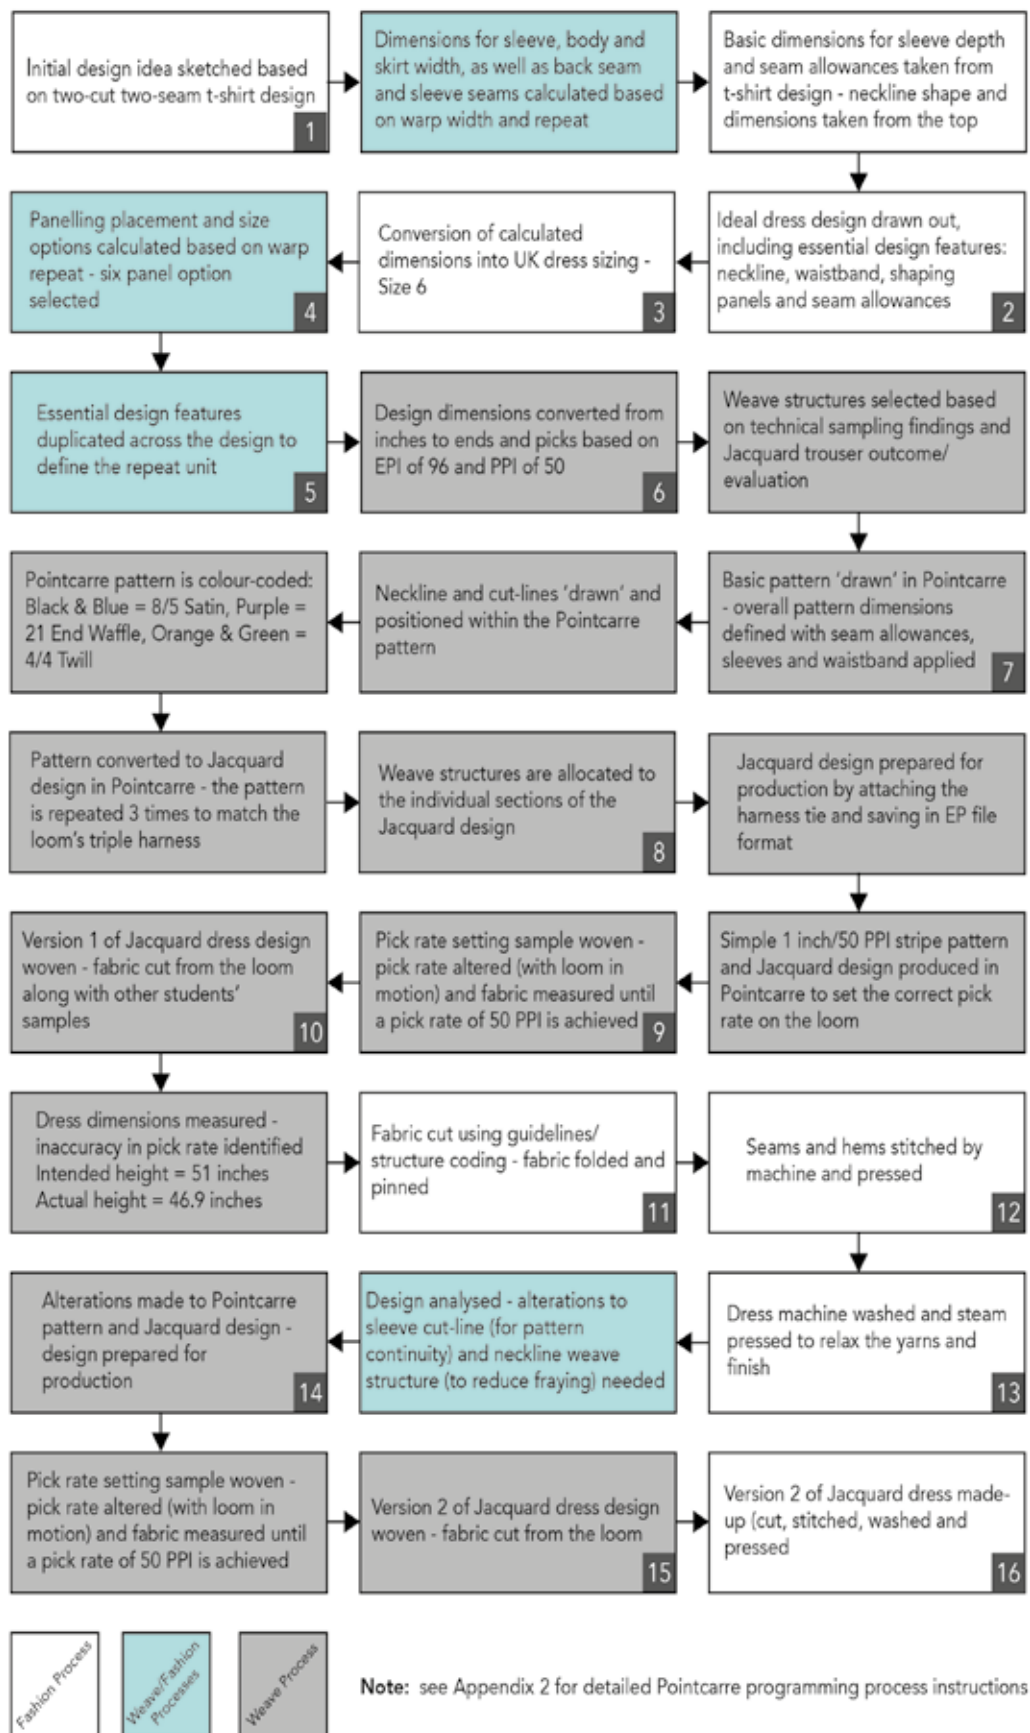 Initial design idea sketched based
on two-cut two-seam t-shirt design
1
Dimensions for sleeve, body and
skirt width, as well as back seam
and sleeve seams calculated based
on warp width and repeat
Basic dimensions for sleeve depth
and seam allowances taken from
t-shirt design - neckline shape and
dimensions taken from the top
Ideal dress design drawn out,
including essential design features:
neckline, waistband, shaping
panels and seam allowances
2
Conversion of calculated
dimensions into UK dress sizing -
Size 6
3
Panelling placement and size
options calculated based on warp
repeat - six panel option
selected
4
Essential design features
duplicated across the design to
define the repeat unit
5
Design dimensions converted from
inches to ends and picks based on
EPI of 96 and PPI of 50
6
Weave structures selected based
on technical sampling findings and
Jacquard trouser outcome/
evaluation
Basic pattern ‘drawn’ in Pointcarre
- overall pattern dimensions
defined with seam allowances,
sleeves and waistband applied
7
Neckline and cut-lines ‘drawn’ and
positioned within the Pointcarre
pattern
Pointcarre pattern is colour-coded:
Black & Blue = 8/5 Satin, Purple =
21 End Waffle, Orange & Green =
4/4 Twill
Pattern converted to Jacquard
design in Pointcarre - the pattern
is repeated 3 times to match the
loom’s triple harness
Weave structures are allocated to
the individual sections of the
Jacquard design
8
Jacquard design prepared for
production by attaching the
harness tie and saving in EP file
format
Simple 1 inch/50 PPI stripe pattern
and Jacquard design produced in
Pointcarre to set the correct pick
rate on the loom
Pick rate setting sample woven -
pick rate altered (with loom in
motion) and fabric measured until
a pick rate of 50 PPI is achieved
9
Version 1 of Jacquard dress design
woven - fabric cut from the loom
along with other students’
samples
10
Dress dimensions measured -
inaccuracy in pick rate identified
Intended height = 51 inches
Actual height = 46.9 inches
Fabric cut using guidelines/
structure coding - fabric folded and
pinned
11
Seams and hems stitched by
machine and pressed
12
Dress machine washed and steam
pressed to relax the yarns and
finish
13
Design analysed - alterations to
sleeve cut-line (for pattern
continuity) and neckline weave
structure (to reduce fraying) needed
Alterations made to Pointcarre
pattern and Jacquard design -
design prepared for
production
14
Pick rate setting sample woven -
pick rate altered (with loom in
motion) and fabric measured until
a pick rate of 50 PPI is achieved
Version 2 of Jacquard dress design
woven - fabric cut from the loom
15
Version 2 of Jacquard dress made-
up (cut, stitched, washed and
pressed
16
Fashion Process
Weave/Fashion
Processes
Weave Process
Note: see Appendix 2 for detailed Pointcarre programming process instructions